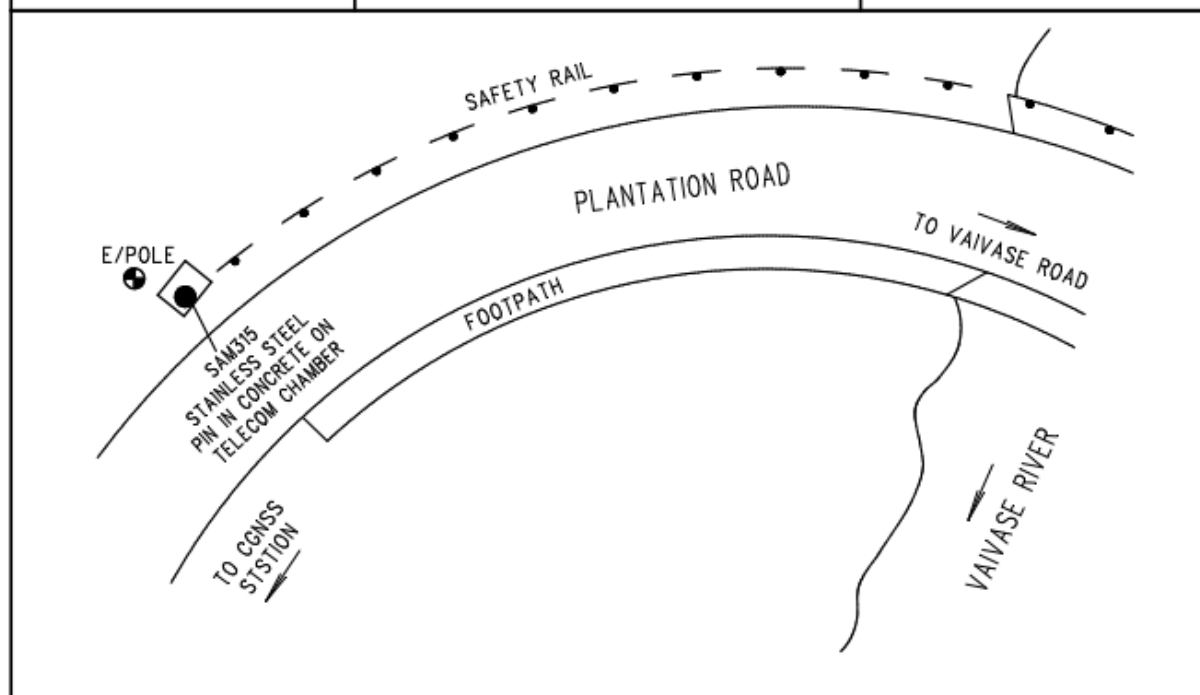 SAFETY RAIL
PLANTATION ROAD
TO VAIVASE ROAD
E/POLE
FOOTPATH
SAM315
STAINLESS STEEL
PIN IN CONCRETE ON
TELECOM CHAMBER
TO CGNSS
STSTION
VAIVASE RIVER